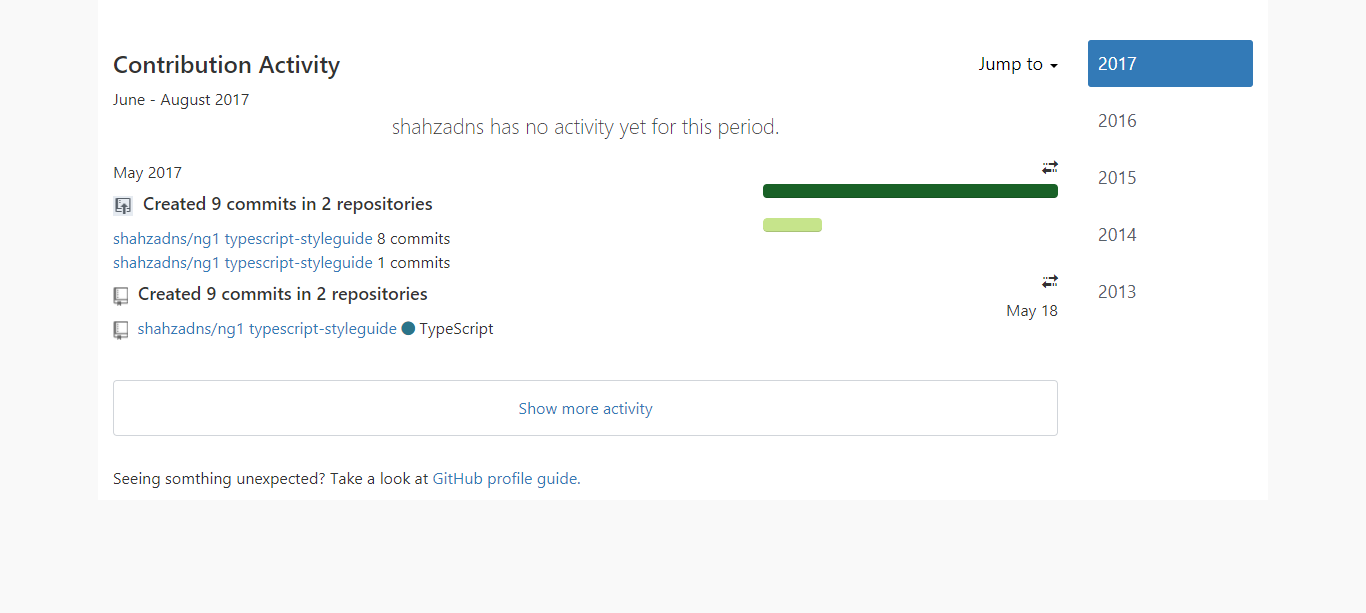 Contribution Activity
Jump to
June - August 2017
shahzadns has no activity yet for this period.
May 2017
Created 9 commits in 2 repositories
shahzadns/ng1 typescript-styleguide 8 commits
shahzadns/ng1 typescript-styleguide 1 commits
Created 9 commits in 2 repositories
May 18
shahzadns/ng1 typescript-styleguide TypeScript
Show more activity
Seeing somthing unexpected? Take a look at GitHub profile guide.
2017
2016
2015
2014
2013